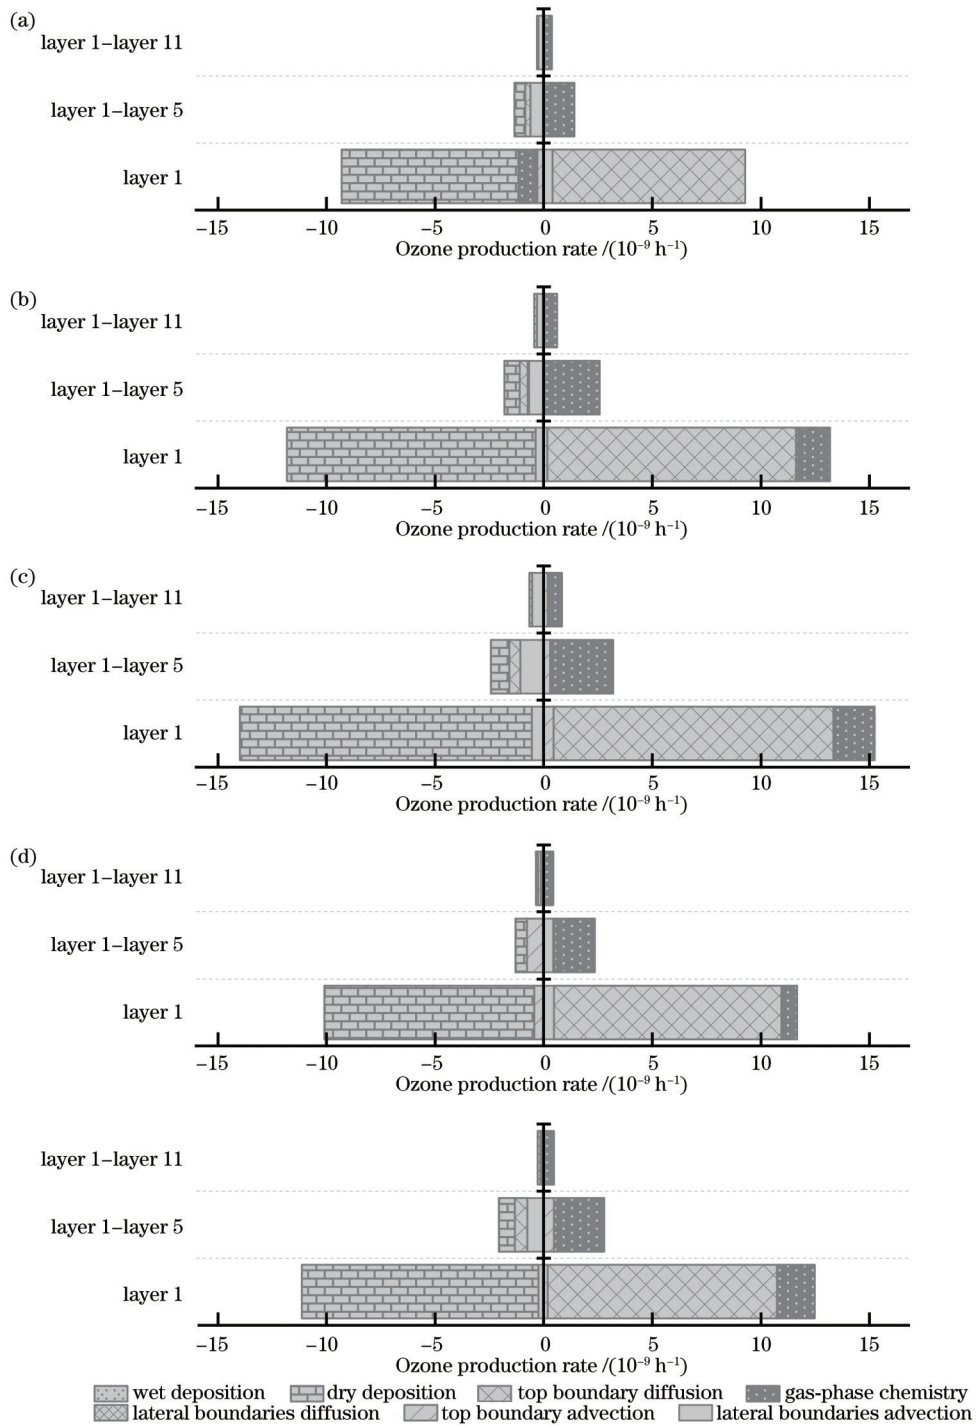 (a)
layer 1–layer 11
layer 1–layer 5
layer 1
−15 −10 −5 0 5 10 15
Ozone production rate /(10⁻⁹ h⁻¹)
(b)
layer 1–layer 11
layer 1–layer 5
layer 1
−15 −10 −5 0 5 10 15
Ozone production rate /(10⁻⁹ h⁻¹)
(c)
layer 1–layer 11
layer 1–layer 5
layer 1
−15 −10 −5 0 5 10 15
Ozone production rate /(10⁻⁹ h⁻¹)
(d)
layer 1–layer 11
layer 1–layer 5
layer 1
−15 −10 −5 0 5 10 15
Ozone production rate /(10⁻⁹ h⁻¹)
layer 1–layer 11
layer 1–layer 5
layer 1
−15 −10 −5 0 5 10 15
Ozone production rate /(10⁻⁹ h⁻¹)
wet deposition dry deposition top boundary diffusion gas-phase chemistry
lateral boundaries diffusion top boundary advection lateral boundaries advection